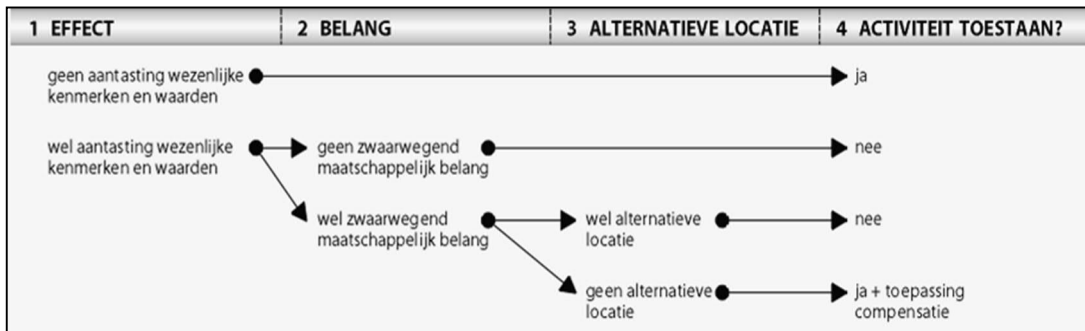 1 EFFECT
2 BELANG
3 ALTERNATIEVE LOCATIE
4 ACTIVITEIT TOESTAAN?
geen aantasting wezenlijke
kenmerken en waarden
ja
wel aantasting wezenlijke
kenmerken en waarden
geen zwaarwegend
maatschappelijk belang
nee
wel zwaarwegend
maatschappelijk belang
wel alternatieve
locatie
nee
geen alternatieve
locatie
ja + toepassing
compensatie